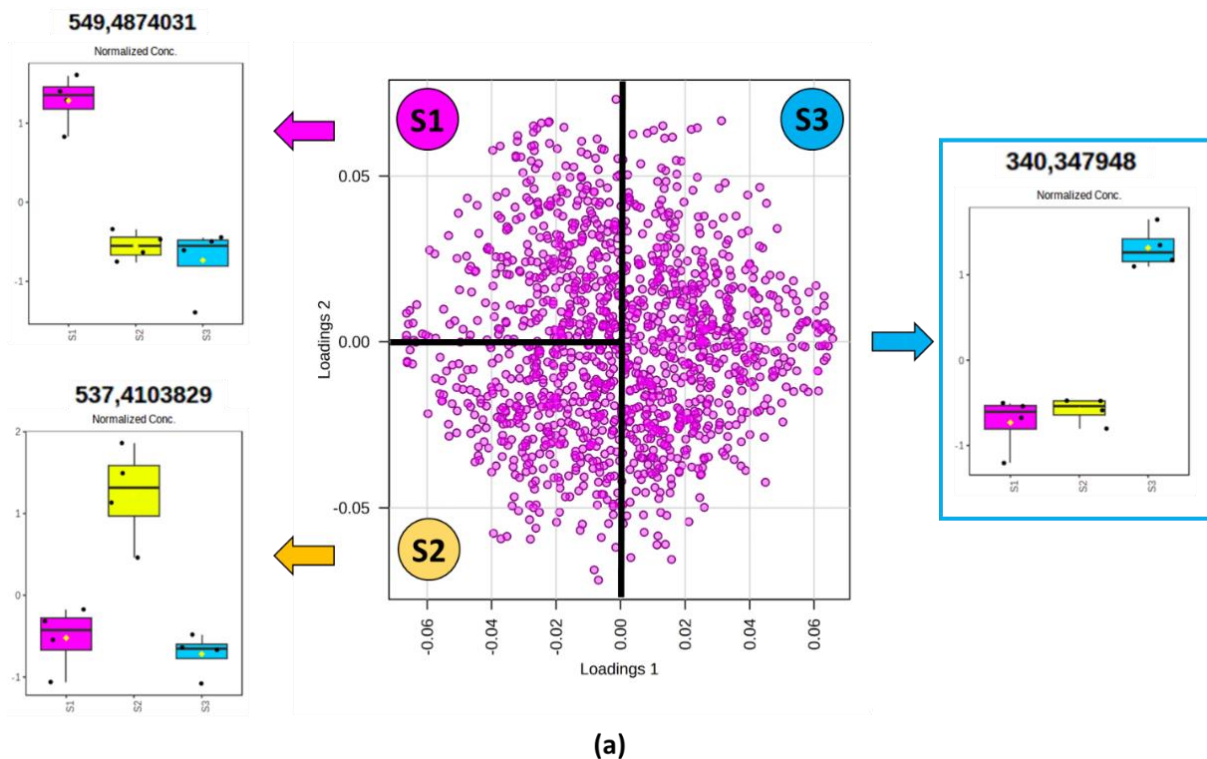 549,4874031
Normalized Conc.
1
0
-1
S1
S2
S3
537,4103829
Normalized Conc.
2
1
0
-1
S1
S2
S3
S1
S3
S2
Loadings 2
0.05
0.00
-0.05
-0.06
-0.04
-0.02
0.00
0.02
0.04
0.06
Loadings 1
340,347948
Normalized Conc.
1
0
-1
S1
S2
S3
(a)